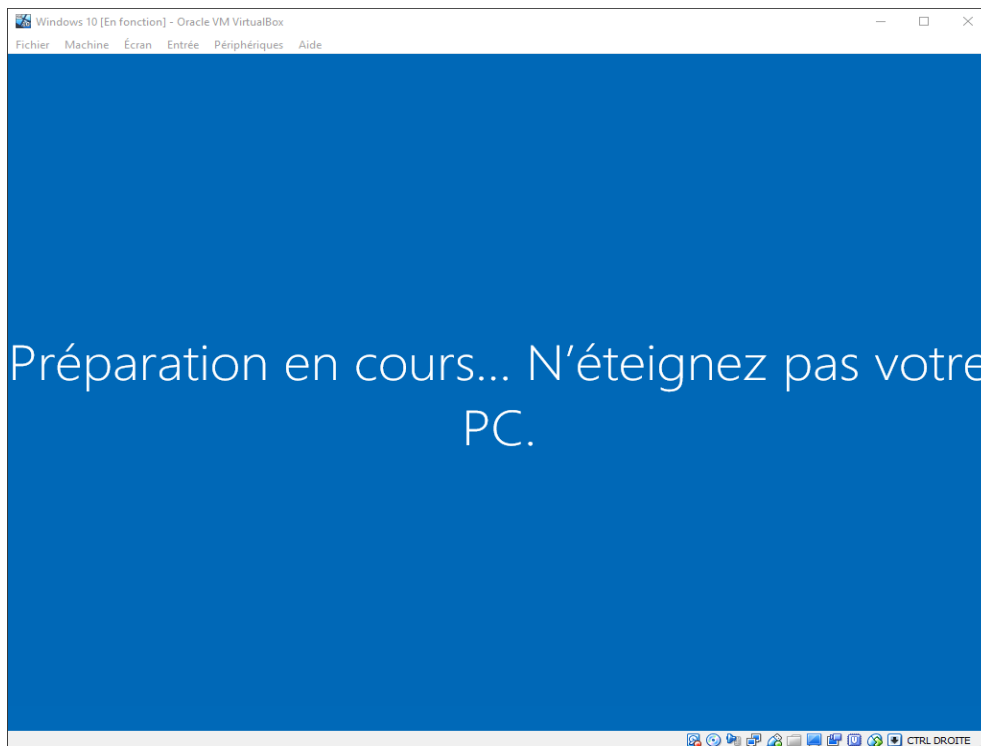 Windows 10 [En fonction] - Oracle VM VirtualBox
Fichier Machine Écran Entrée Périphériques Aide
Préparation en cours... N’éteignez pas votre
PC.
CTRL DROITE